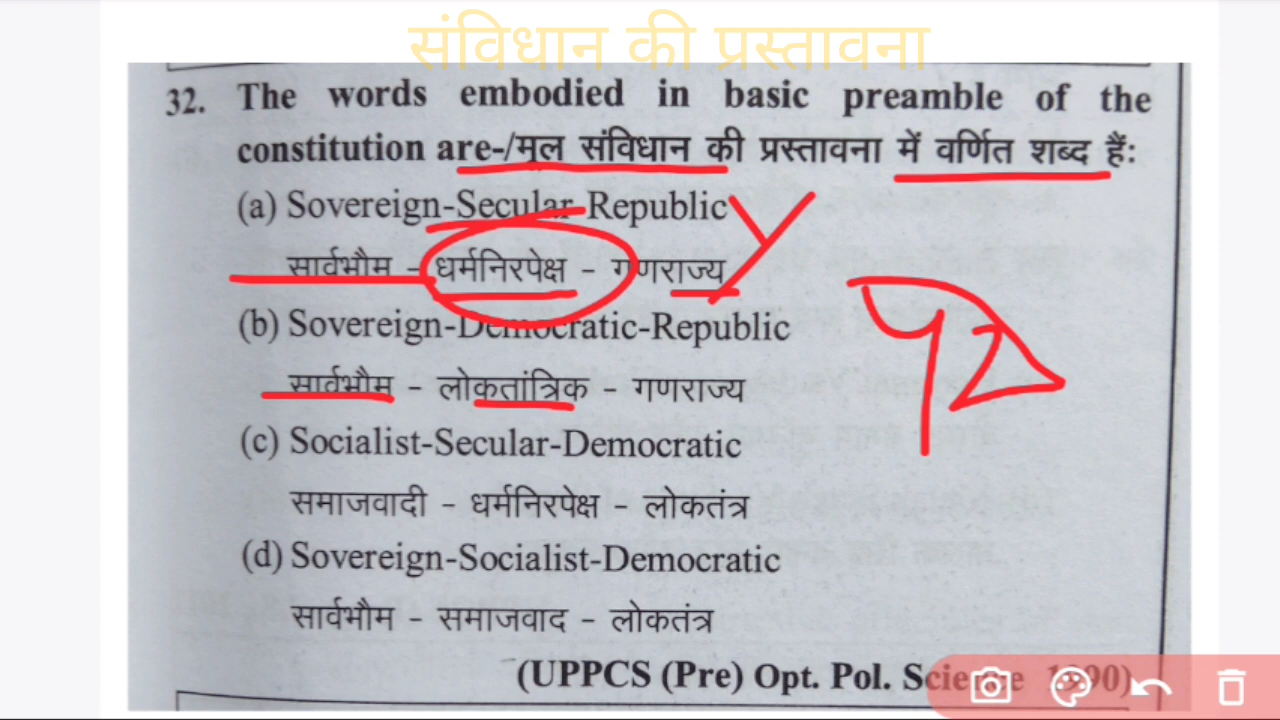 संविधान की प्रस्तावना
32. The words embodied in basic preamble of the
constitution are-/मूल संविधान की प्रस्तावना में वर्णित शब्द हैं:
(a) Sovereign-Secular-Republic
सार्वभौम - धर्मनिरपेक्ष - गणराज्य
(b) Sovereign-Democratic-Republic
सार्वभौम - लोकतांत्रिक - गणराज्य
(c) Socialist-Secular-Democratic
समाजवादी - धर्मनिरपेक्ष - लोकतंत्र
(d) Sovereign-Socialist-Democratic
सार्वभौम - समाजवाद - लोकतंत्र
(UPPCS (Pre) Opt. Pol. Science 1990)